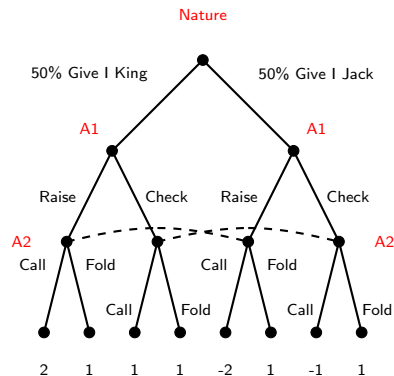 Nature
50% Give I King 50% Give I Jack
A1 A1
Raise Check Raise Check
A2 A2
Call Fold Call Fold
Call Fold Call Fold
2 1 1 1 -2 1 -1 1